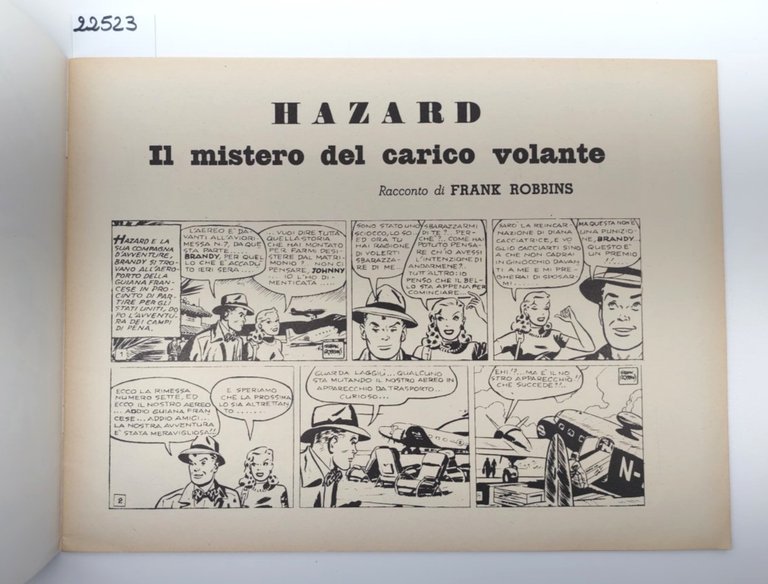 22523
HAZARD
Il mistero del carico volante
Racconto di FRANK ROBBINS
HAZARD E LA
SUA COMPAGNA
D'AVVENTURE,
BRANDY SI TRO-
VANO ALL'AERO-
PORTO DELLA
GUIANA FRAN-
CESE IN PRO-
CINTO DI PAR-
TIRE PER GLI
STATI UNITI, DO
PO L'AVVENTU-
RA DEI CAMPI
DI PENA.
L'AEREO E' DA-
VANTI ALL'AVIORI-
MESSA N.7, DA QUE-
STA PARTE,
BRANDY, PER QUEL-
LO CHE E' ACCADU-
TO IERI SERA...
...VUOI DIRE TUTTA
QUELLA STORIA
CHE HAI MONTATO
PER FARMI DESI-
STERE DAL MATRI-
MONIO? NON CI
PENSARE, JOHNNY
... IO L'HO DI-
MENTICATA.....
1
SONO STATO UNO
SCIOCCO, LO SO
ED ORA TU
HAI RAGIONE
DI VOLERTI
SBARAZZA-
RE DI ME.
SBARAZZARMI
DI TE? PER-
CHE'? COME HAI
POTUTO PENSA-
RE CH'IO AVESSI
L'INTENZIONE DI
ANDARMENE?
TUTT'ALTRO: IO
PENSO CHE IL BEL-
LO STA APPENA PER
COMINCIARE...
SARO' LA REINCAR-
NAZIONE DI DIANA
CACCIATRICE, E VO
GLIO CACCIARTI SINO
A CHE NON CADRAI
IN GINOCCHIO DAVAN-
TI A ME E MI PRE-
GHERAI DI SPOSAR-
MI....
MA QUESTA NON E'
UNA PUNIZIO-
NE, BRANDY...
QUESTO E'
UN PREMIO
!!....
ECCO LA RIMESSA
NUMERO SETTE, ED
ECCO IL NOSTRO AEREO
... ADDIO GUIANA FRAN
CESE... ADDIO AMICI...
LA NOSTRA AVVENTURA
E' STATA MERAVIGLIOSA!!
E SPERIAMO
CHE LA PROSSIMA
LO SIA ALTRET-
TANTO.......
2
GUARDA LAGGIU'... QUALCUNO
STA MUTANDO IL NOSTRO AEREO IN
APPARECCHIO DA TRASPORTO...
CURIOSO...
EHI!?... MA E' IL NO
STRO APPARECCHIO!!
CHE SUCCEDE?!..
N-